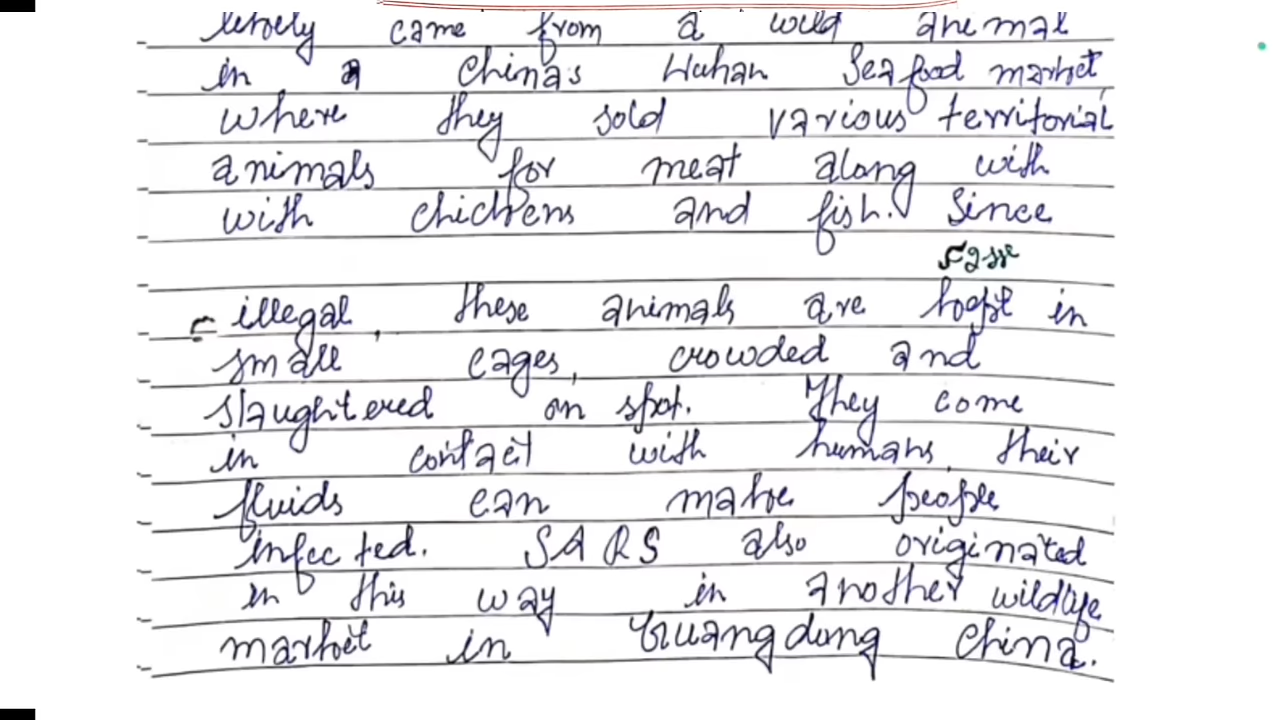 likely came from a wild animal
in a China's Wuhan Seafood market,
where they sold various territorial
animals for meat along with
with chickens and fish. Since
illegal, these animals are kept in
small cages, crowded and
slaughtered on spot. They come
in contact with humans, their
fluids can make people
infected. SARS also originated
in this way in another wildlife
market in Guangdong China.